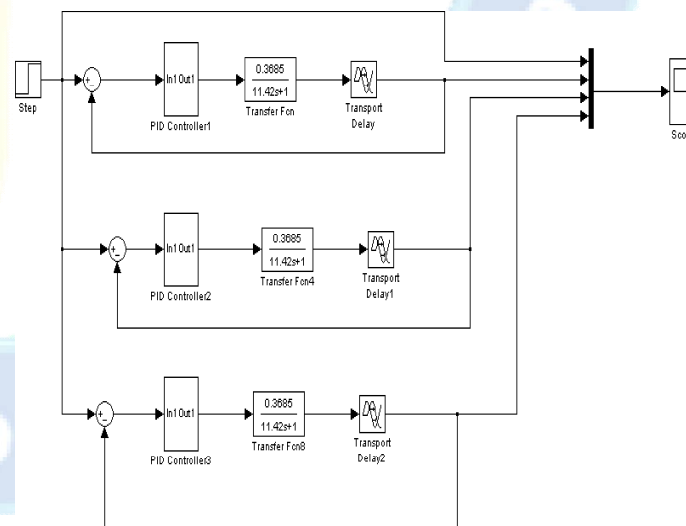 Step
+
-
In1 Out1
PID Controller1
0.3685
11.42s+1
Transfer Fcn
Transport
Delay
Sco
+
-
In1 Out1
PID Controller2
0.3685
11.42s+1
Transfer Fcn4
Transport
Delay1
+
-
In1 Out1
PID Controller3
0.3685
11.42s+1
Transfer Fcn8
Transport
Delay2